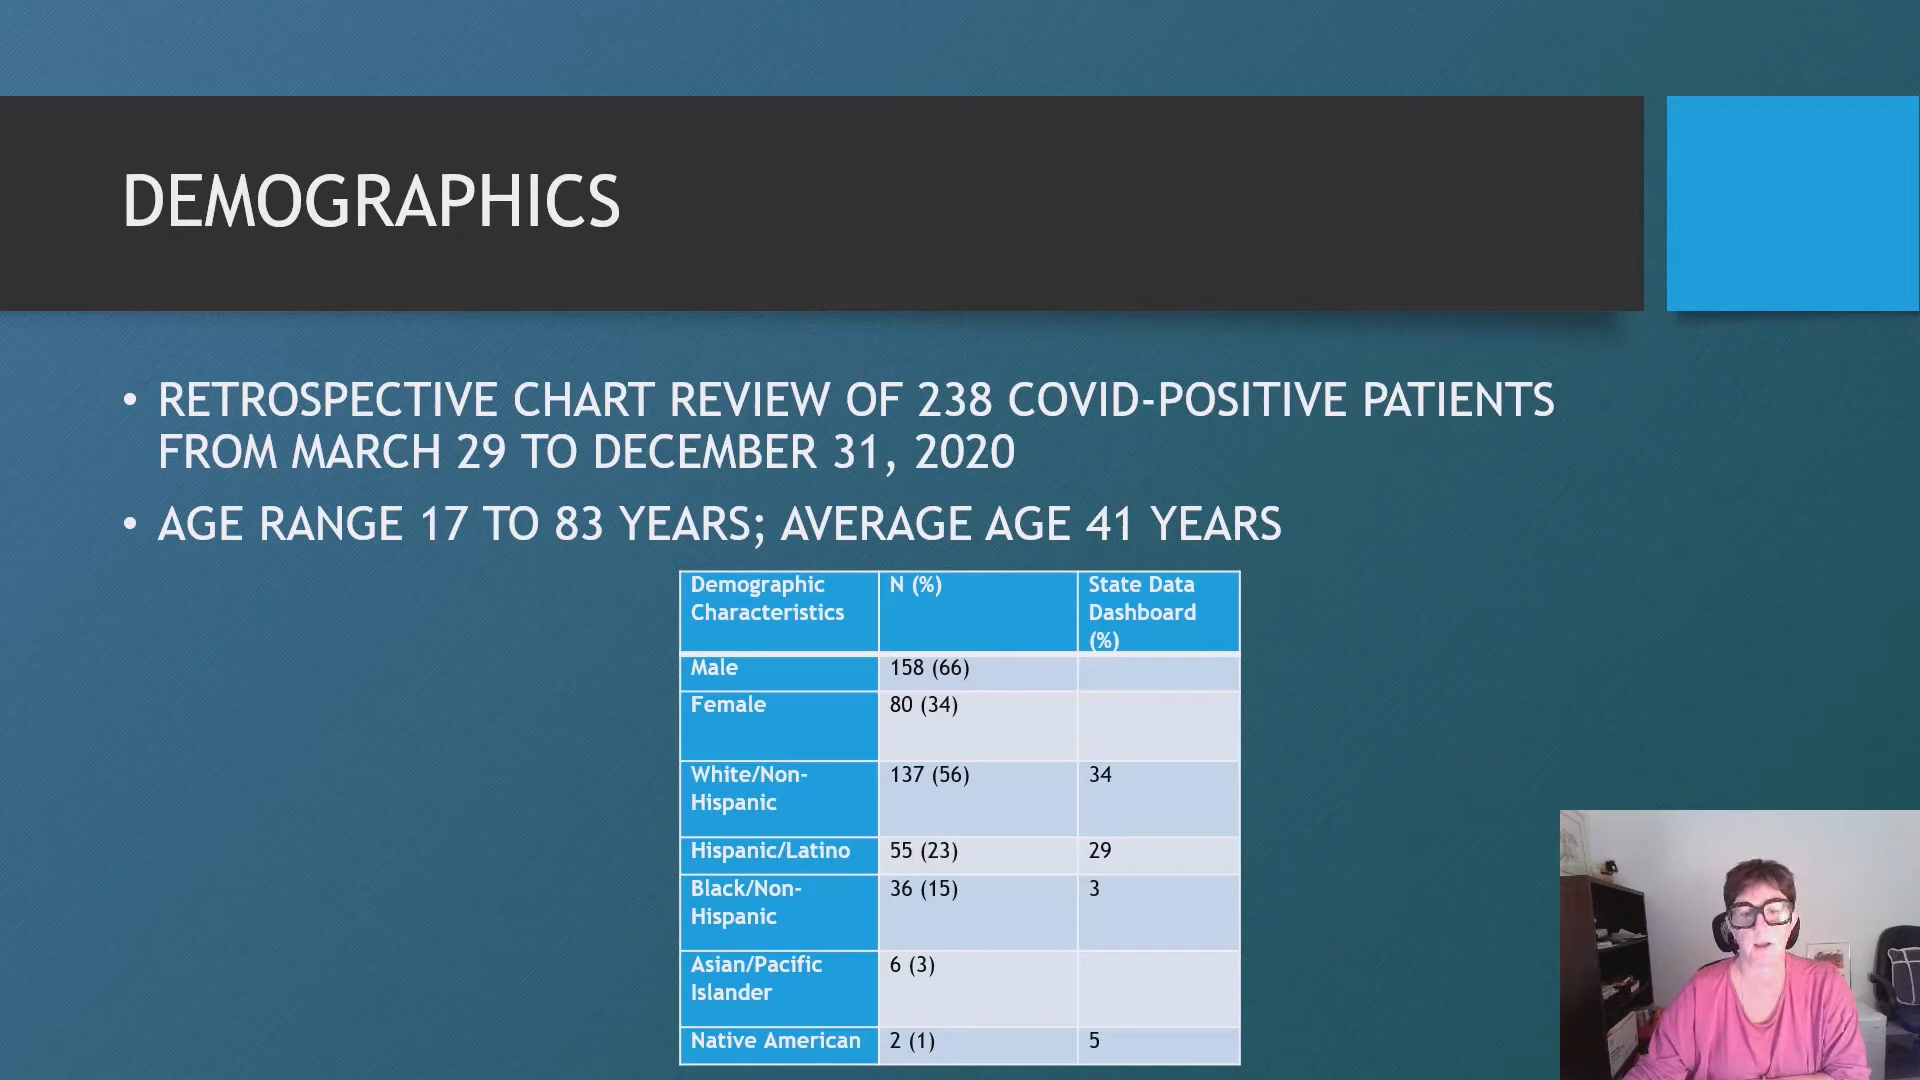 DEMOGRAPHICS
• RETROSPECTIVE CHART REVIEW OF 238 COVID-POSITIVE PATIENTS
FROM MARCH 29 TO DECEMBER 31, 2020
• AGE RANGE 17 TO 83 YEARS; AVERAGE AGE 41 YEARS
Demographic
Characteristics
N (%)
State Data
Dashboard
(%)
Male
158 (66)
Female
80 (34)
White/Non-
Hispanic
137 (56)
34
Hispanic/Latino
55 (23)
29
Black/Non-
Hispanic
36 (15)
3
Asian/Pacific
Islander
6 (3)
Native American
2 (1)
5